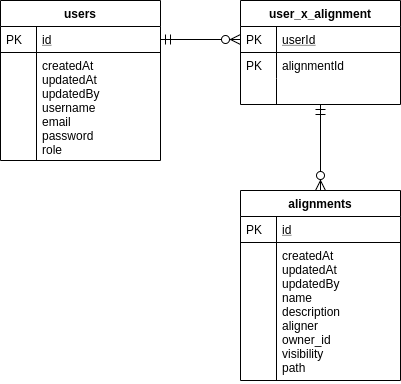 users
PK id
createdAt
updatedAt
updatedBy
username
email
password
role
user_x_alignment
PK userId
PK alignmentId
alignments
PK id
createdAt
updatedAt
updatedBy
name
description
aligner
owner_id
visibility
path